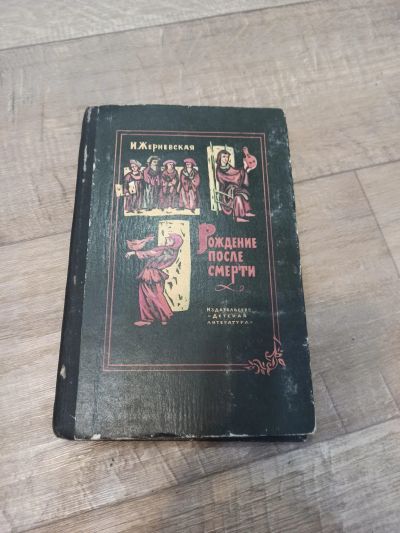 И. Жерневская
Рождение
после
смерти
Издательство
«Детская
литература»